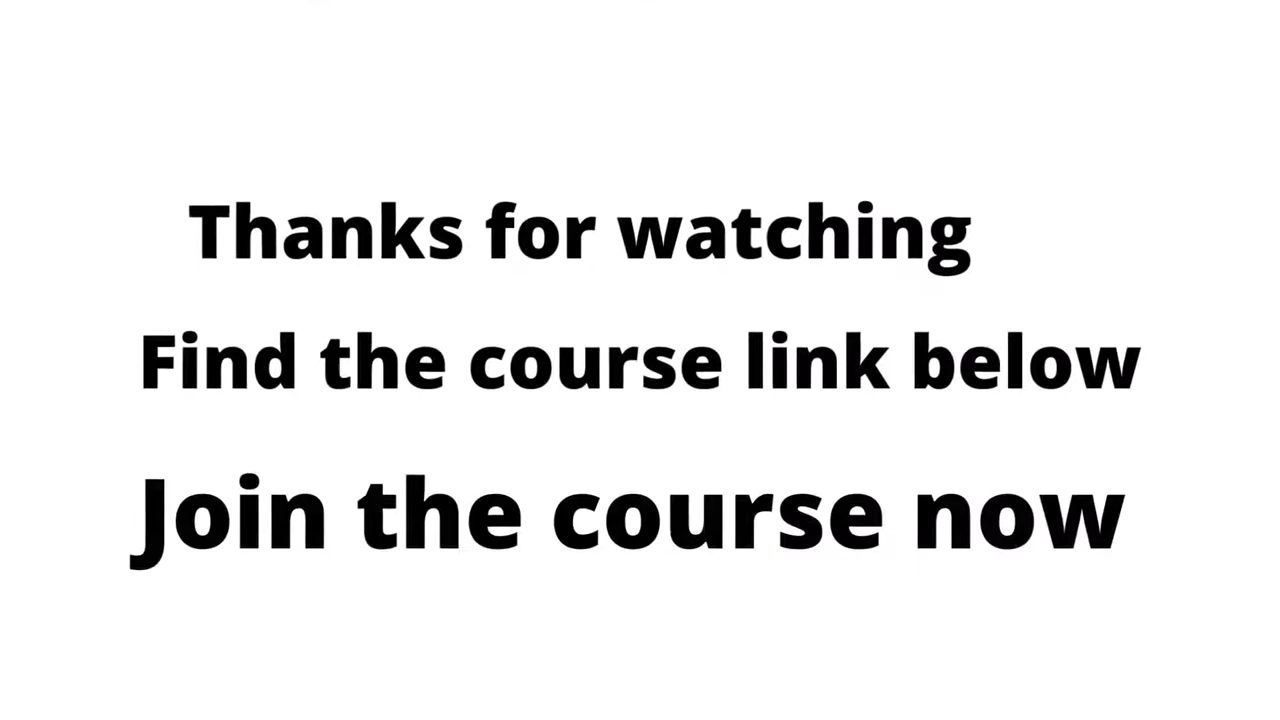 Thanks for watching
Find the course link below
Join the course now